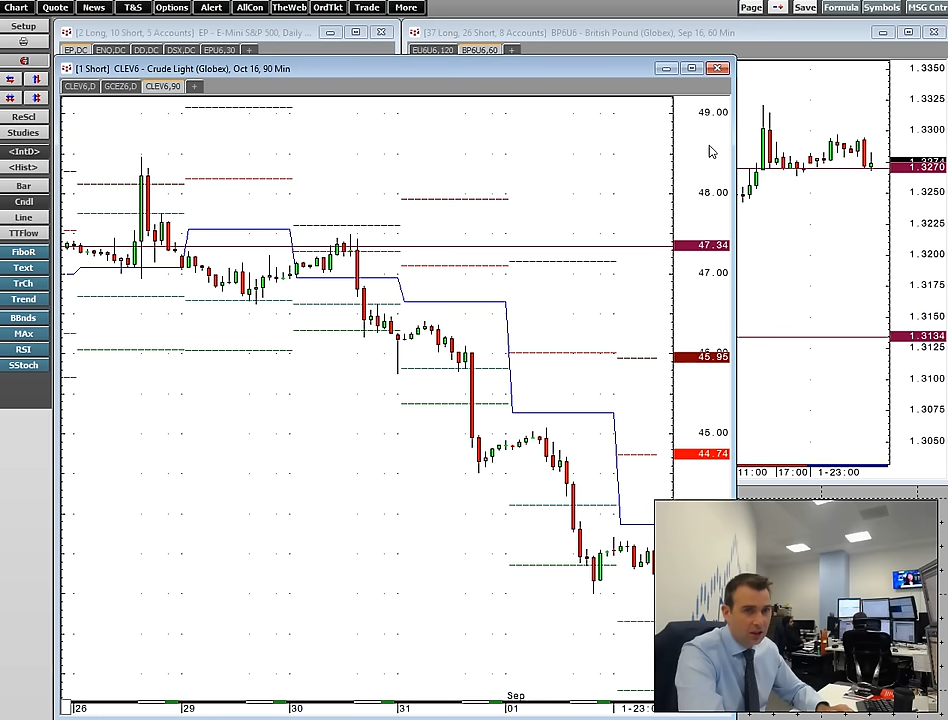 Chart Quote News T&S Options Alert AllCon TheWeb OrdTkt Trade More Page Save Formula Symbols MSG Cntr
Setup
ReScl
Studies
<IntD>
<Hist>
Bar
Cndl
Line
TTFlow
FiboR
Text
TrCh
Trend
BBnds
MAx
RSI
SStoch
[2 Long, 10 Short, 5 Accounts] EP - E-Mini S&P 500, Daily ...
EP,DC ENQ,DC DD,DC DSX,DC EPU6,30 +
[37 Long, 26 Short, 8 Accounts] BP6U6 - British Pound (Globex), Sep 16, 60 Min
EU6U6,120 BP6U6,60 +
[1 Short] CLEV6 - Crude Light (Globex), Oct 16, 90 Min
CLEV6,D GCEZ6,D CLEV6,90 +
49.00
48.00
47.34
47.00
45.95
45.00
44.74
Sep
26 29 30 31 01 1-23:0
1.3350
1.3325
1.3300
1.3270
1.3250
1.3225
1.3200
1.3175
1.3150
1.3134
1.3125
1.3100
1.3075
1.3050
11:00 17:00 1-23:00